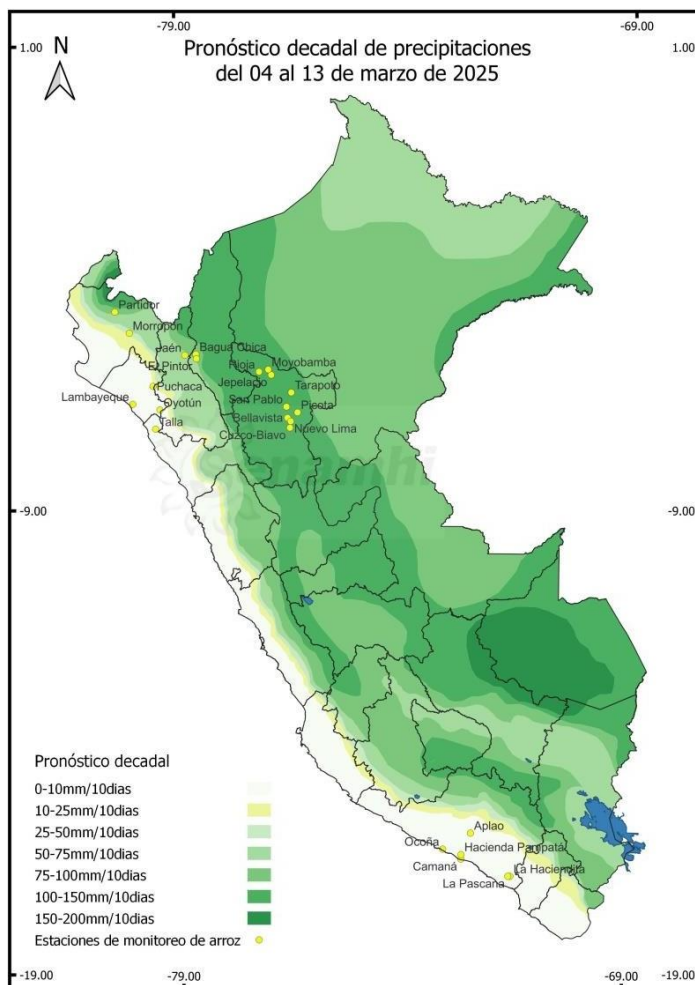 -79.00
-69.00
1.00
1.00
N
Pronóstico decadal de precipitaciones
del 04 al 13 de marzo de 2025
Partidor
Morropón
Jaén
Bagua Chica
El Pintor
Rioja
Moyobamba
Jepelacio
Puchaca
Tarapoto
Lambayeque
Oyotún
San Pablo
Picota
Talla
Bellavista
Nuevo Lima
Cuzco-Biavo
Senamhi
-9.00
-9.00
Pronóstico decadal
0-10mm/10dias
10-25mm/10dias
25-50mm/10dias
50-75mm/10dias
75-100mm/10dias
100-150mm/10dias
150-200mm/10dias
Estaciones de monitoreo de arroz
Aplao
Ocoña
Hacienda Pampata
Camaná
La Haciendita
La Pascana
-19.00
-79.00
-69.00
-19.00